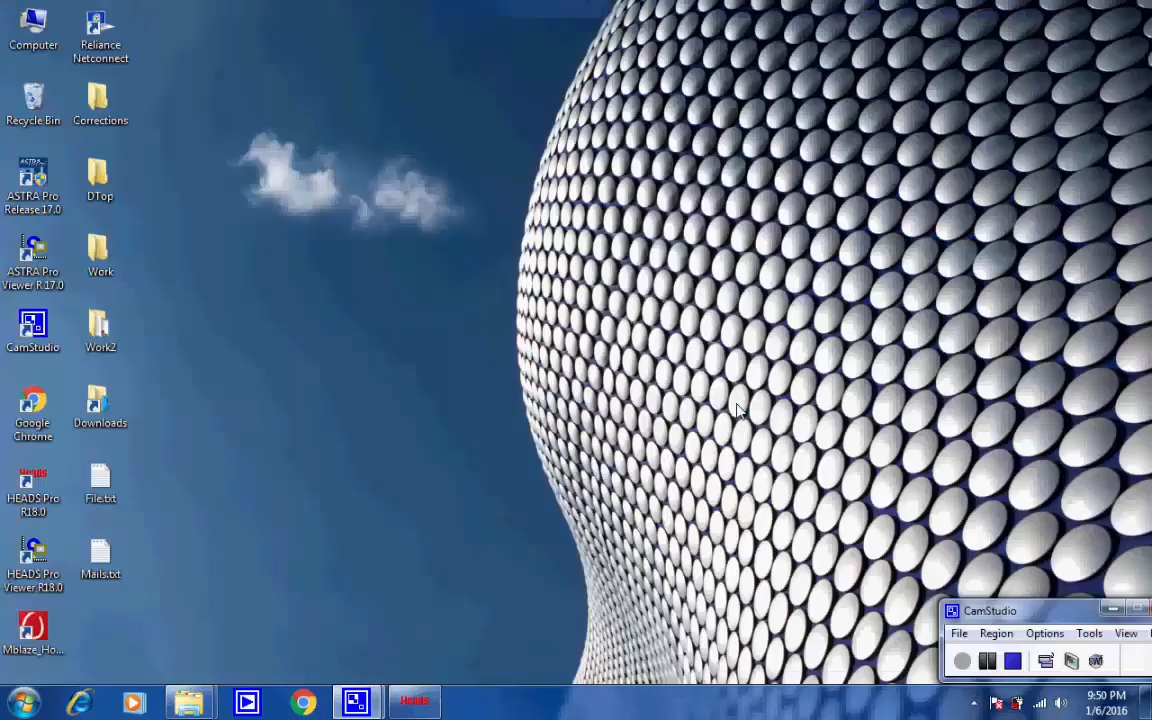 Computer
Reliance
Netconnect
Recycle Bin
Corrections
ASTRA Pro
Release 17.0
DTop
ASTRA Pro
Viewer R 17.0
Work
CamStudio
Work2
Google
Chrome
Downloads
Heads
HEADS Pro
R18.0
File.txt
HEADS Pro
Viewer R18.0
Mails.txt
Mblaze_Ho...
CamStudio
File Region Options Tools View
Heads
9:50 PM
1/6/2016